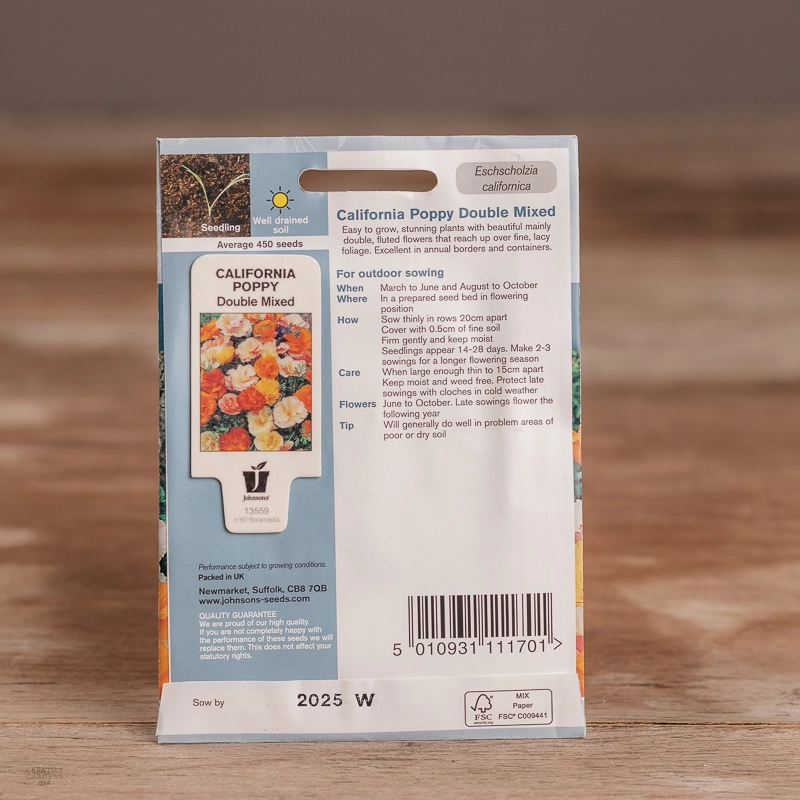 Eschscholzia
californica
Seedling
Well drained
soil
Average 450 seeds
CALIFORNIA
POPPY
Double Mixed
Johnsons
13559
California Poppy Double Mixed
Easy to grow, stunning plants with beautiful mainly
double, fluted flowers that reach up over fine, lacy
foliage. Excellent in annual borders and containers.
For outdoor sowing
When March to June and August to October
Where In a prepared seed bed in flowering
position
How Sow thinly in rows 20cm apart
Cover with 0.5cm of fine soil
Firm gently and keep moist
Seedlings appear 14-28 days. Make 2-3
sowings for a longer flowering season
Care When large enough thin to 15cm apart
Keep moist and weed free. Protect late
sowings with cloches in cold weather
Flowers June to October. Late sowings flower the
following year
Tip Will generally do well in problem areas of
poor or dry soil
Performance subject to growing conditions.
Packed in UK
Newmarket, Suffolk, CB8 7QB
www.johnsons-seeds.com
QUALITY GUARANTEE
We are proud of our high quality.
If you are not completely happy with
the performance of these seeds we will
replace them. This does not affect your
statutory rights.
5 010931 111701 >
Sow by 2025 W
FSC
www.fsc.org
MIX
Paper
FSC® C009441